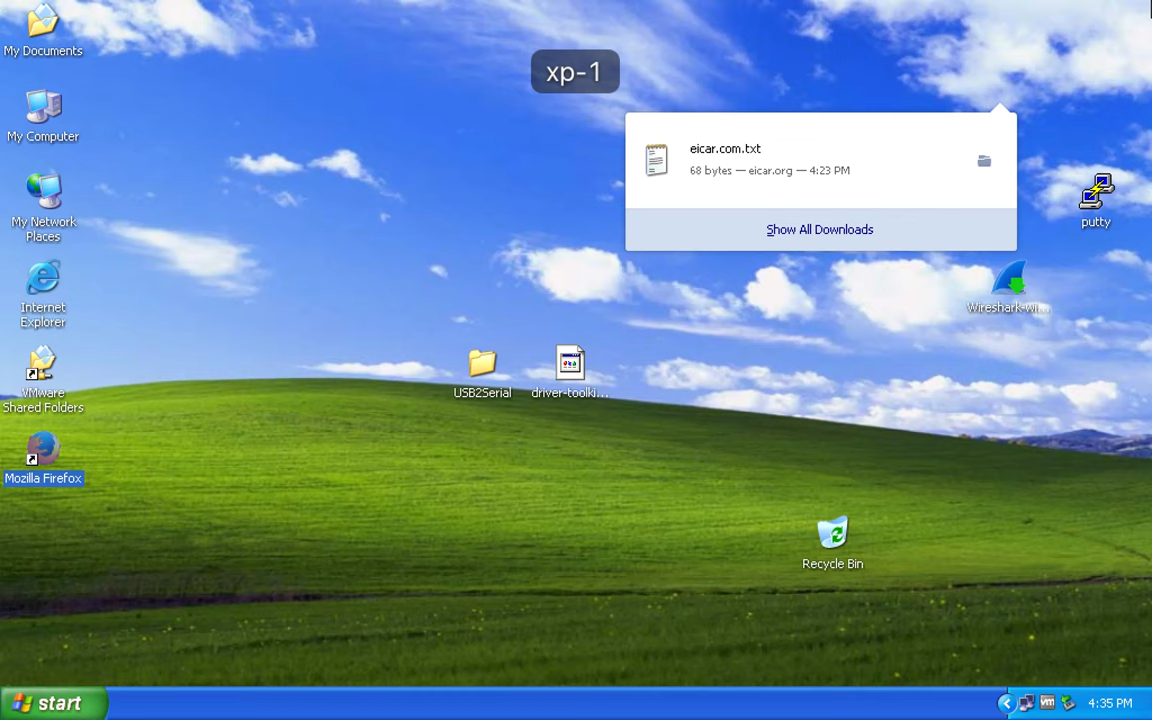 My Documents
xp-1
My Computer
eicar.com.txt
68 bytes — eicar.org — 4:23 PM
Show All Downloads
My Network
Places
putty
Internet
Explorer
Wireshark-wi...
VMware
Shared Folders
USB2Serial
driver-toolki...
Mozilla Firefox
Recycle Bin
start
vm
4:35 PM